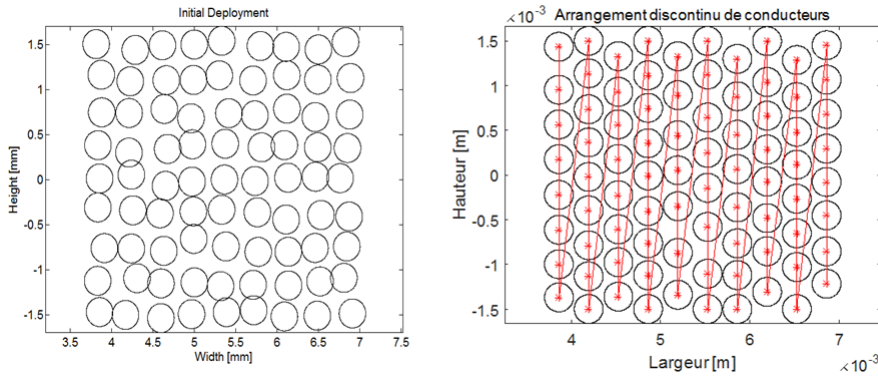 Initial Deployment
Height [mm]
1.5
1
0.5
0
-0.5
-1
-1.5
3.5 4 4.5 5 5.5 6 6.5 7 7.5
Width [mm]
×10⁻³
Arrangement discontinu de conducteurs
Hauteur [m]
1.5
1
0.5
0
-0.5
-1
-1.5
4 5 6 7
Largeur [m]
×10⁻³